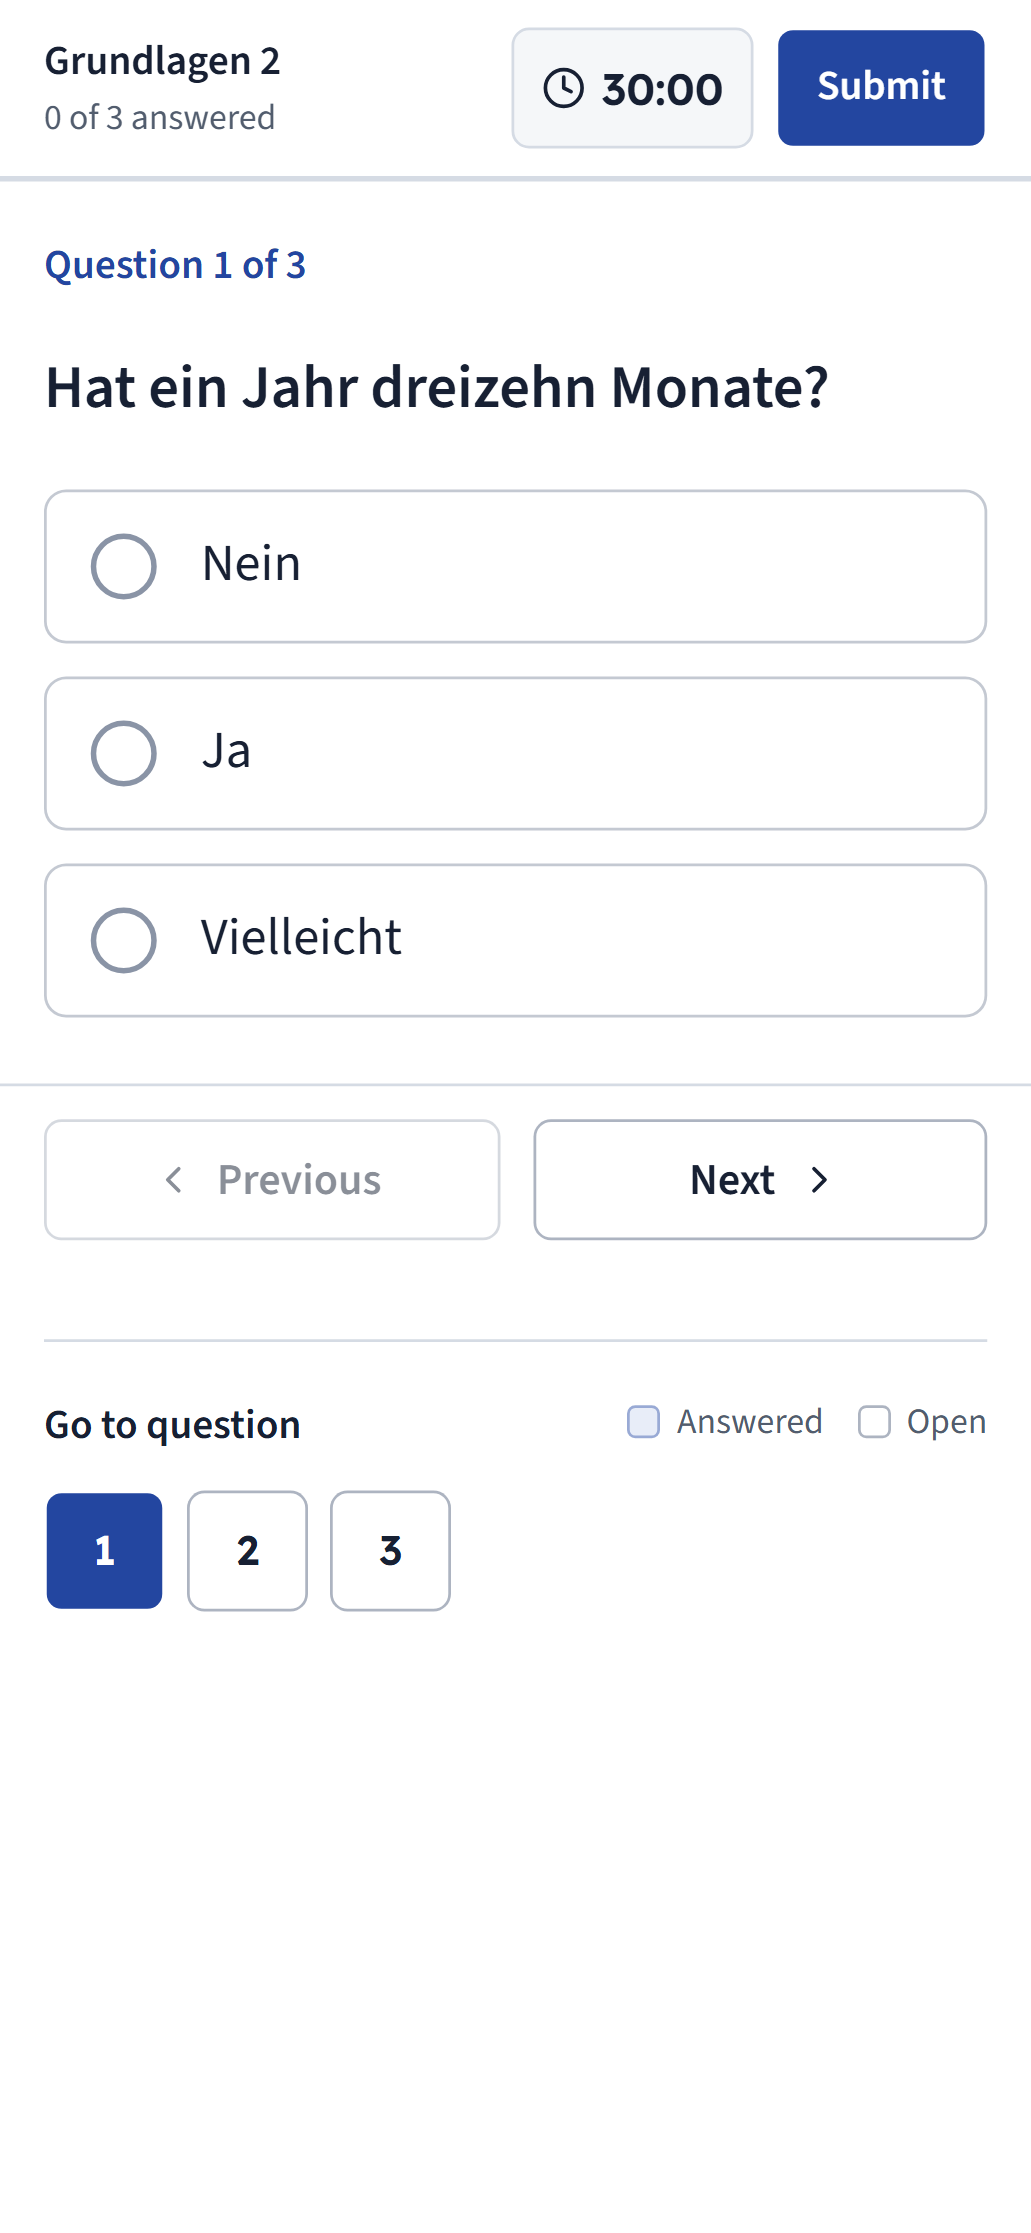 Grundlagen 2
0 of 3 answered
30:00
Submit
Question 1 of 3
Hat ein Jahr dreizehn Monate?
Nein
Ja
Vielleicht
Previous
Next
Go to question
Answered
Open
1
2
3